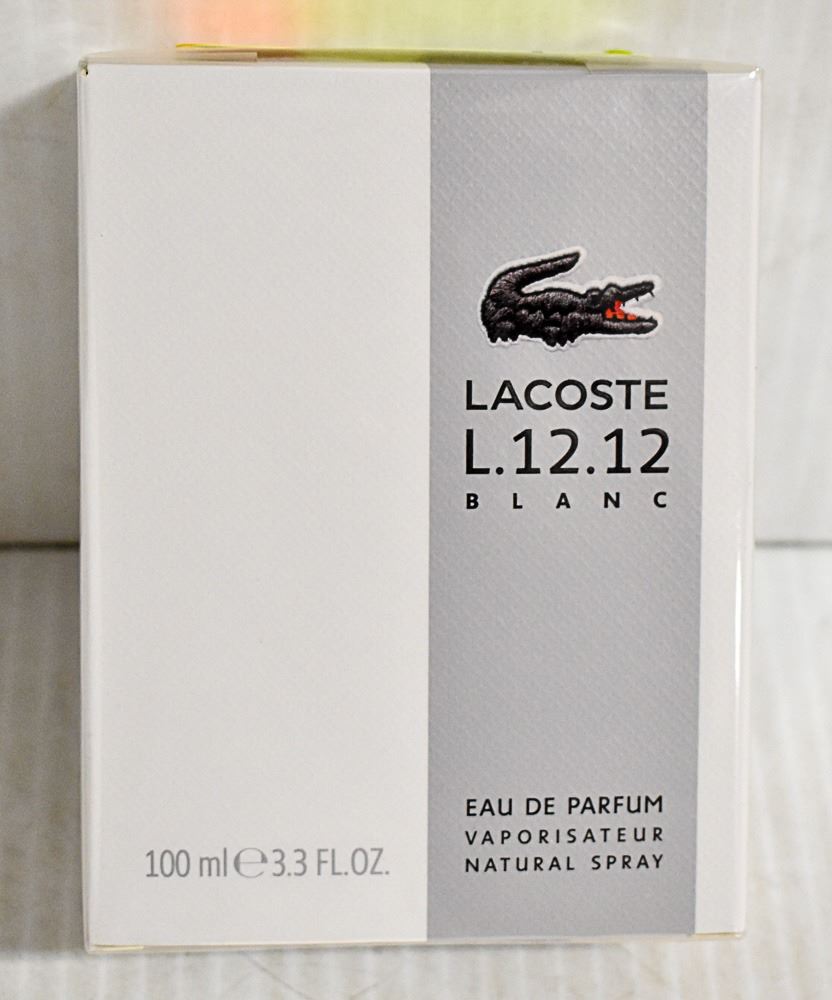 LACOSTE
L.12.12
BLANC
EAU DE PARFUM
VAPORISATEUR
NATURAL SPRAY
100 ml ℮ 3.3 FL.OZ.